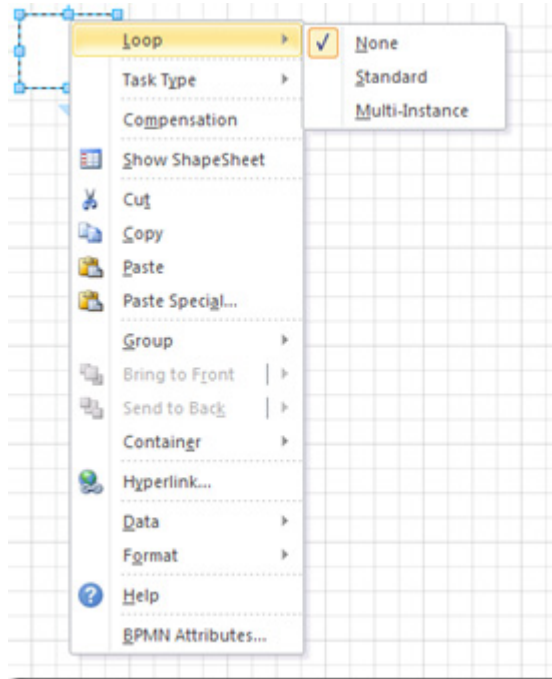 Loop
None
Standard
Multi-Instance
Task Type
Compensation
Show ShapeSheet
Cut
Copy
Paste
Paste Special...
Group
Bring to Front
Send to Back
Container
Hyperlink...
Data
Format
Help
BPMN Attributes...